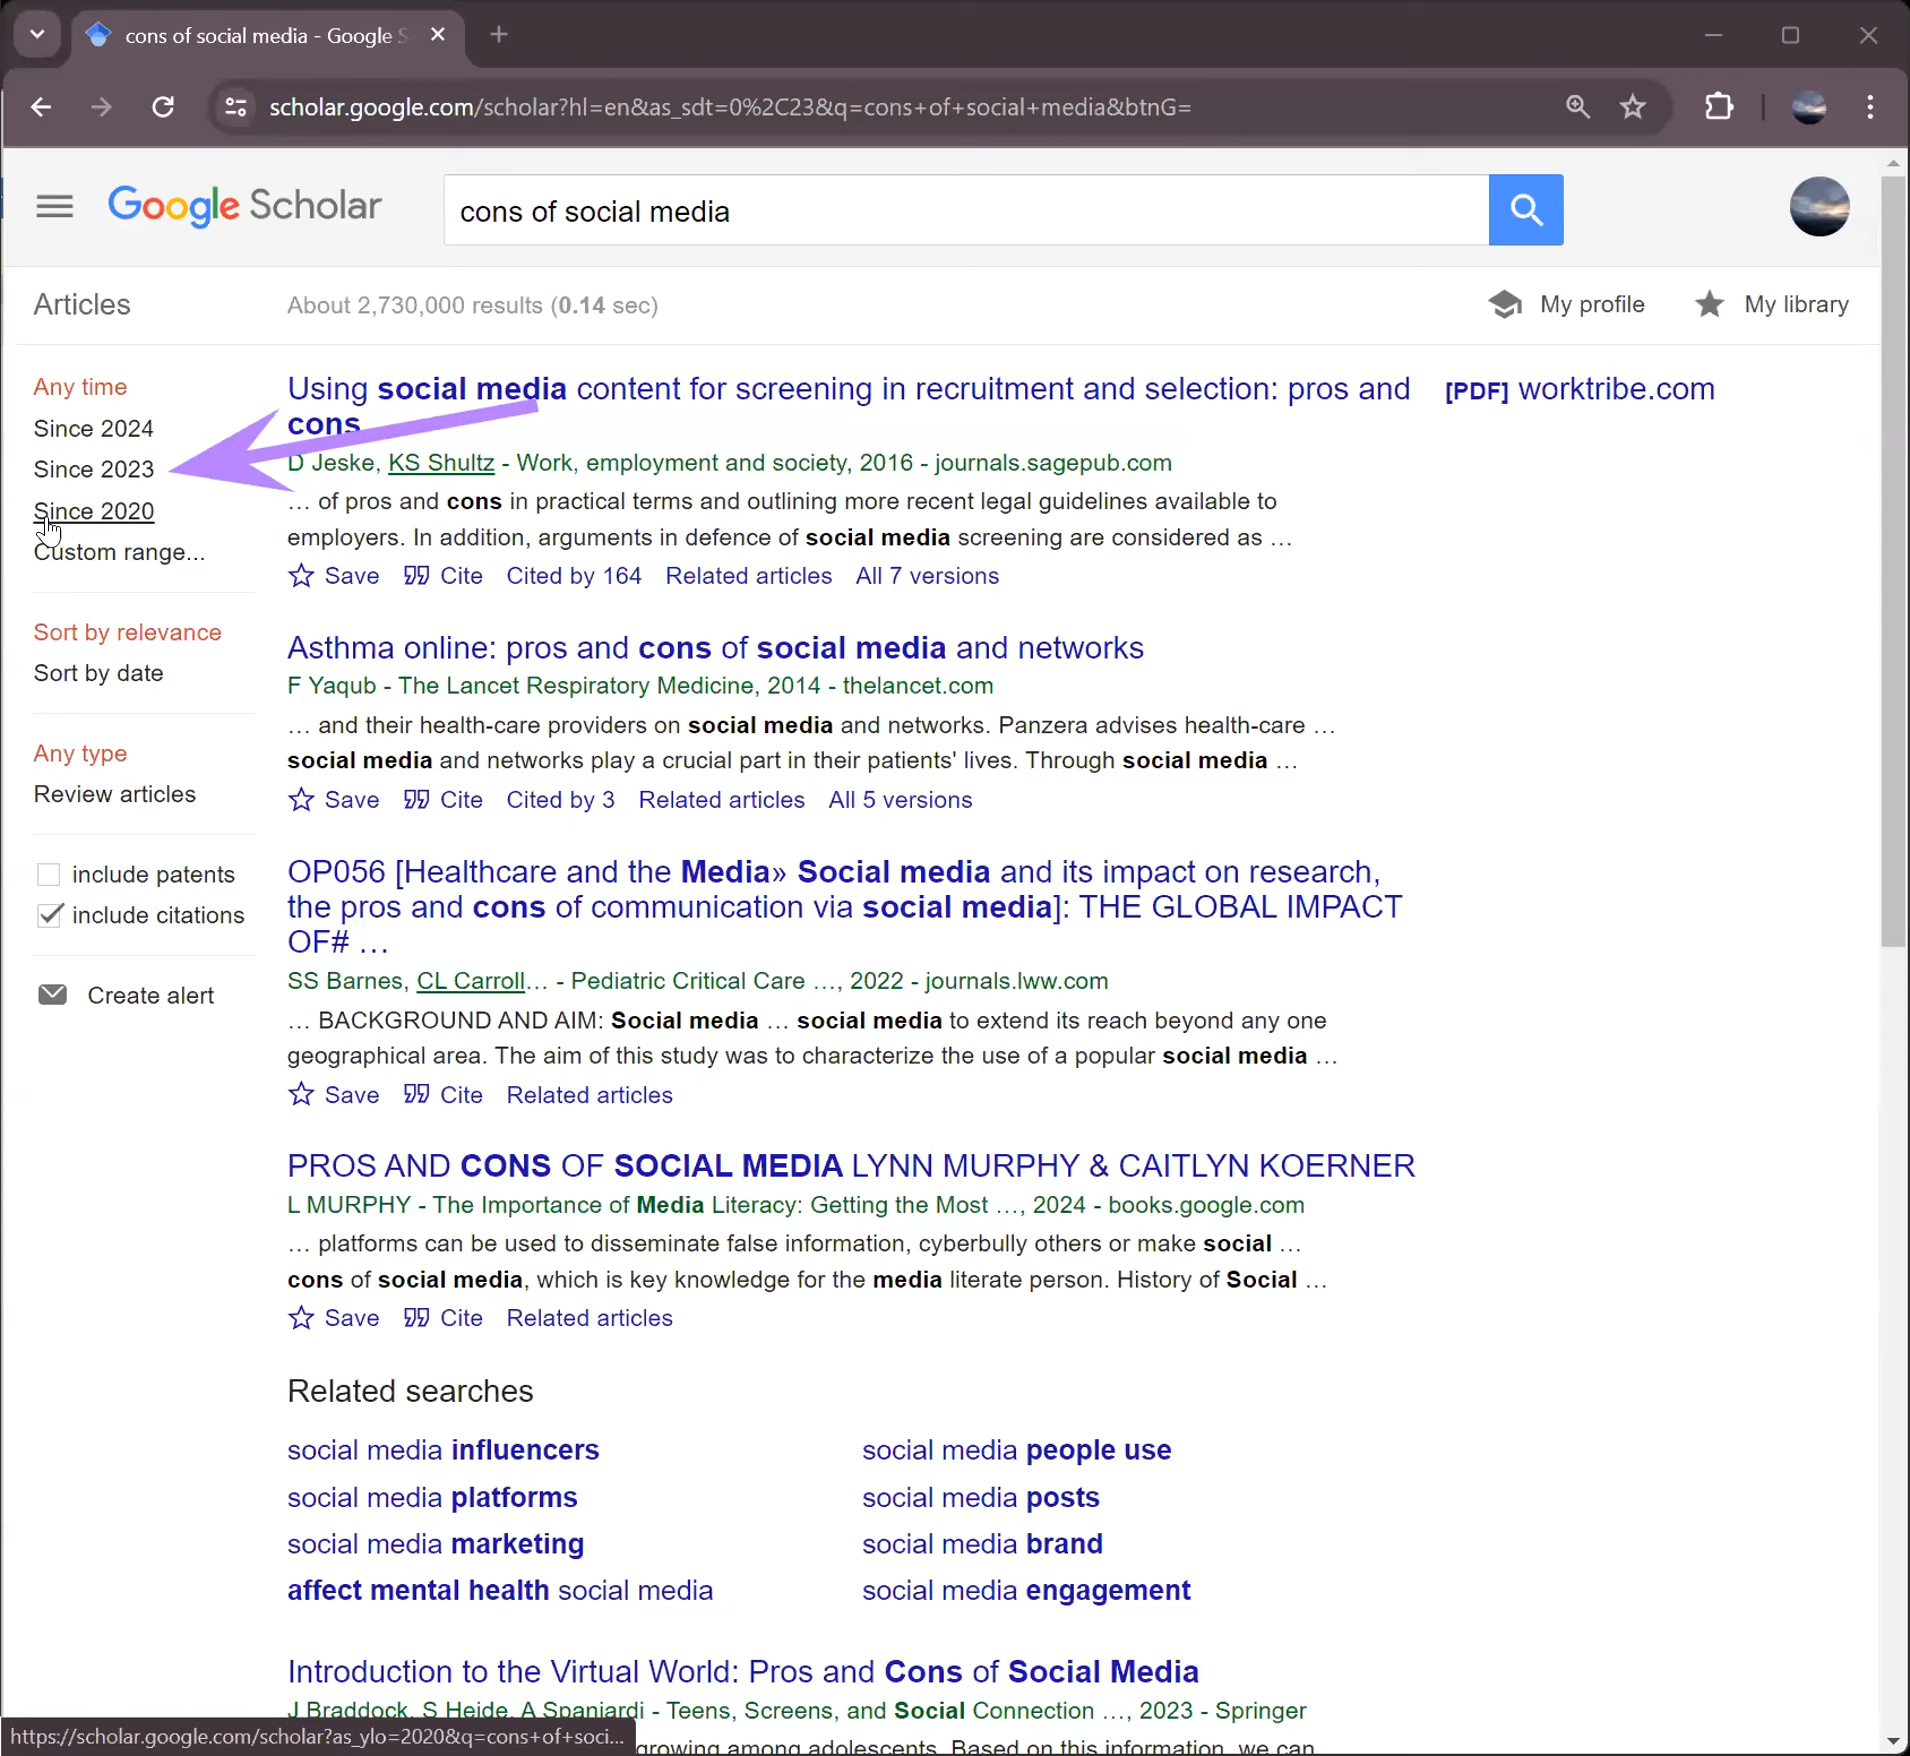 cons of social media - Google S
scholar.google.com/scholar?hl=en&as_sdt=0%2C23&q=cons+of+social+media&btnG=
Google Scholar
cons of social media
Articles
About 2,730,000 results (0.14 sec)
My profile
My library
Any time
Since 2024
Since 2023
Since 2020
Custom range...
Sort by relevance
Sort by date
Any type
Review articles
include patents
include citations
Create alert
Using social media content for screening in recruitment and selection: pros and
cons
[PDF] worktribe.com
D Jeske, KS Shultz - Work, employment and society, 2016 - journals.sagepub.com
… of pros and cons in practical terms and outlining more recent legal guidelines available to
employers. In addition, arguments in defence of social media screening are considered as …
Save Cite Cited by 164 Related articles All 7 versions
Asthma online: pros and cons of social media and networks
F Yaqub - The Lancet Respiratory Medicine, 2014 - thelancet.com
… and their health-care providers on social media and networks. Panzera advises health-care …
social media and networks play a crucial part in their patients' lives. Through social media …
Save Cite Cited by 3 Related articles All 5 versions
OP056 [Healthcare and the Media» Social media and its impact on research,
the pros and cons of communication via social media]: THE GLOBAL IMPACT
OF# …
SS Barnes, CL Carroll… - Pediatric Critical Care …, 2022 - journals.lww.com
… BACKGROUND AND AIM: Social media … social media to extend its reach beyond any one
geographical area. The aim of this study was to characterize the use of a popular social media …
Save Cite Related articles
PROS AND CONS OF SOCIAL MEDIA LYNN MURPHY & CAITLYN KOERNER
L MURPHY - The Importance of Media Literacy: Getting the Most …, 2024 - books.google.com
… platforms can be used to disseminate false information, cyberbully others or make social …
cons of social media, which is key knowledge for the media literate person. History of Social …
Save Cite Related articles
Related searches
social media influencers
social media people use
social media platforms
social media posts
social media marketing
social media brand
affect mental health social media
social media engagement
Introduction to the Virtual World: Pros and Cons of Social Media
J Braddock, S Heide, A Spaniardi - Teens, Screens, and Social Connection …, 2023 - Springer
https://scholar.google.com/scholar?as_ylo=2020&q=cons+of+soci...
growing among adolescents. Based on this information, we can